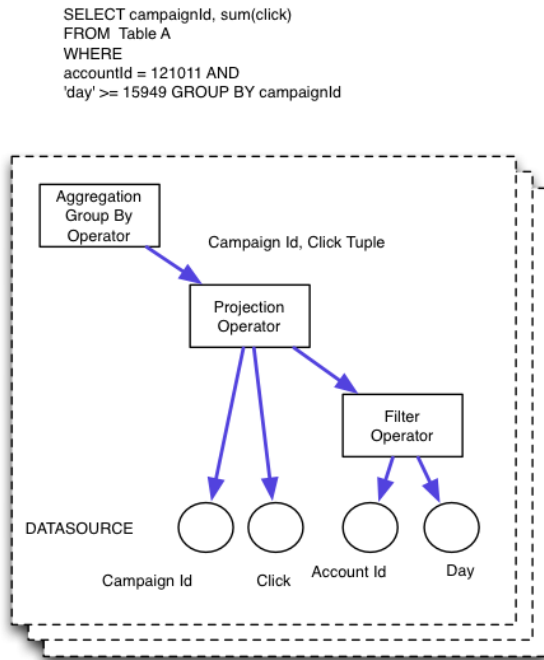 SELECT campaignId, sum(click)
FROM Table A
WHERE
accountId = 121011 AND
'day' >= 15949 GROUP BY campaignId
Aggregation
Group By
Operator
Campaign Id, Click Tuple
Projection
Operator
Filter
Operator
DATASOURCE
Campaign Id
Click
Account Id
Day